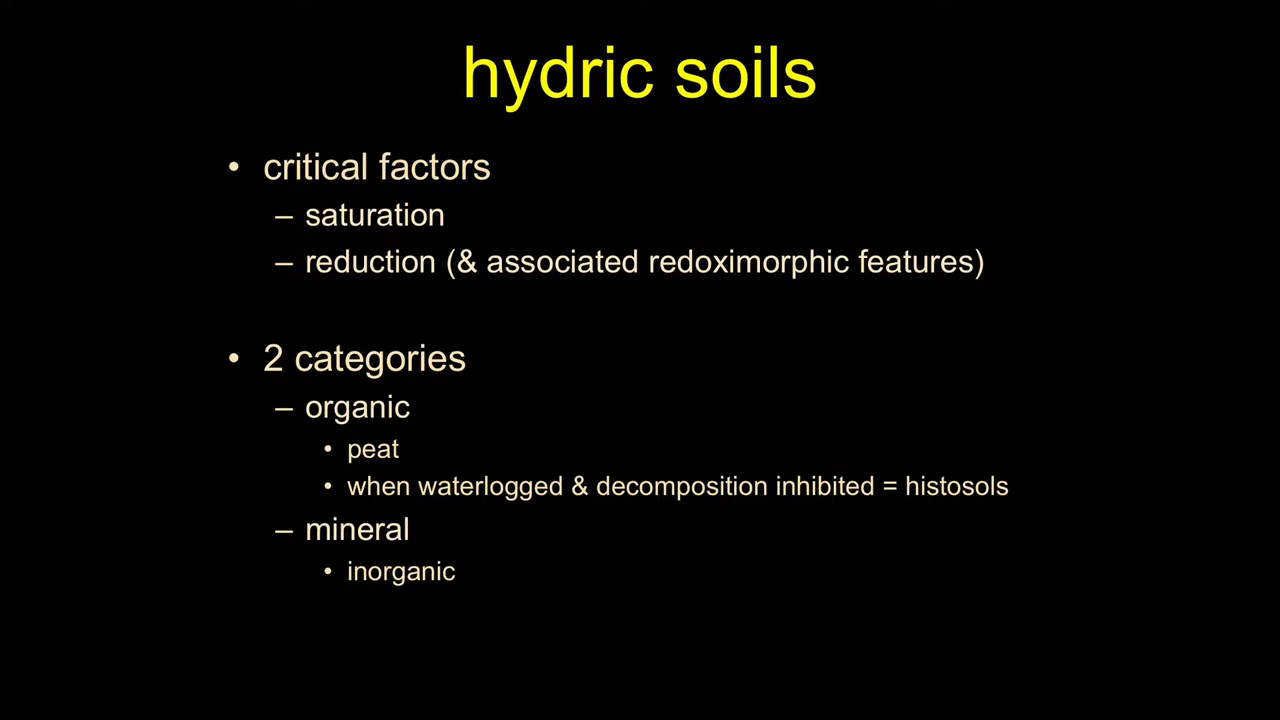 hydric soils
• critical factors
– saturation
– reduction (& associated redoximorphic features)
• 2 categories
– organic
• peat
• when waterlogged & decomposition inhibited = histosols
– mineral
• inorganic